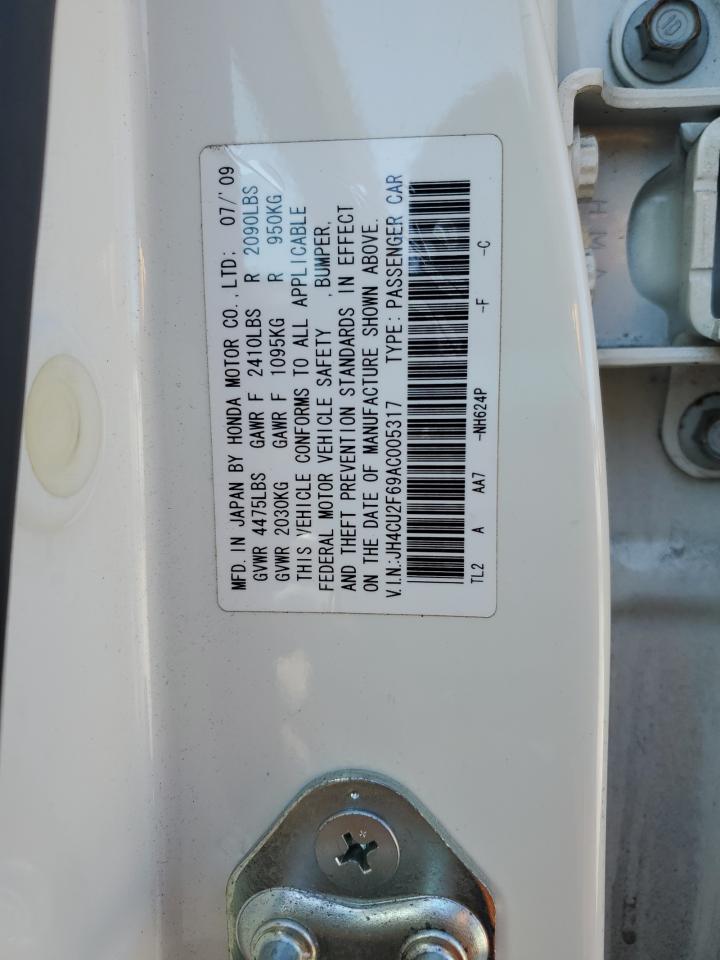 MFD. IN JAPAN BY HONDA MOTOR CO., LTD: 07/'09
GVWR 4475LBS GAWR F 2410LBS R 2090LBS
GVWR 2030KG GAWR F 1095KG R 950KG
THIS VEHICLE CONFORMS TO ALL APPLICABLE
FEDERAL MOTOR VEHICLE SAFETY , BUMPER,
AND THEFT PREVENTION STANDARDS IN EFFECT
ON THE DATE OF MANUFACTURE SHOWN ABOVE.
V.I.N.:JH4CU2F69AC005317 TYPE: PASSENGER CAR
TL2 A AA7 -NH624P -F -C